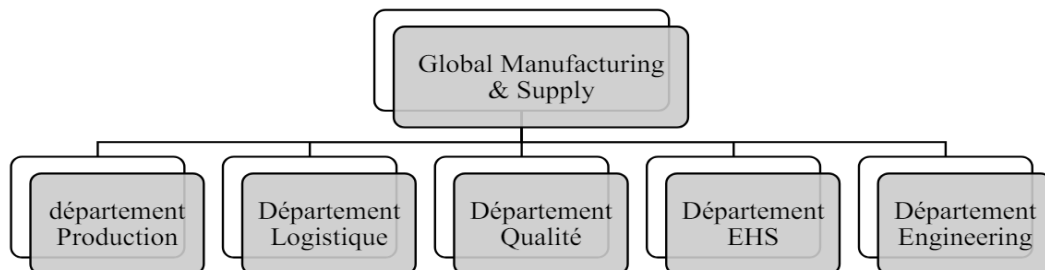 Global Manufacturing
& Supply
département
Production
Département
Logistique
Département
Qualité
Département
EHS
Département
Engineering